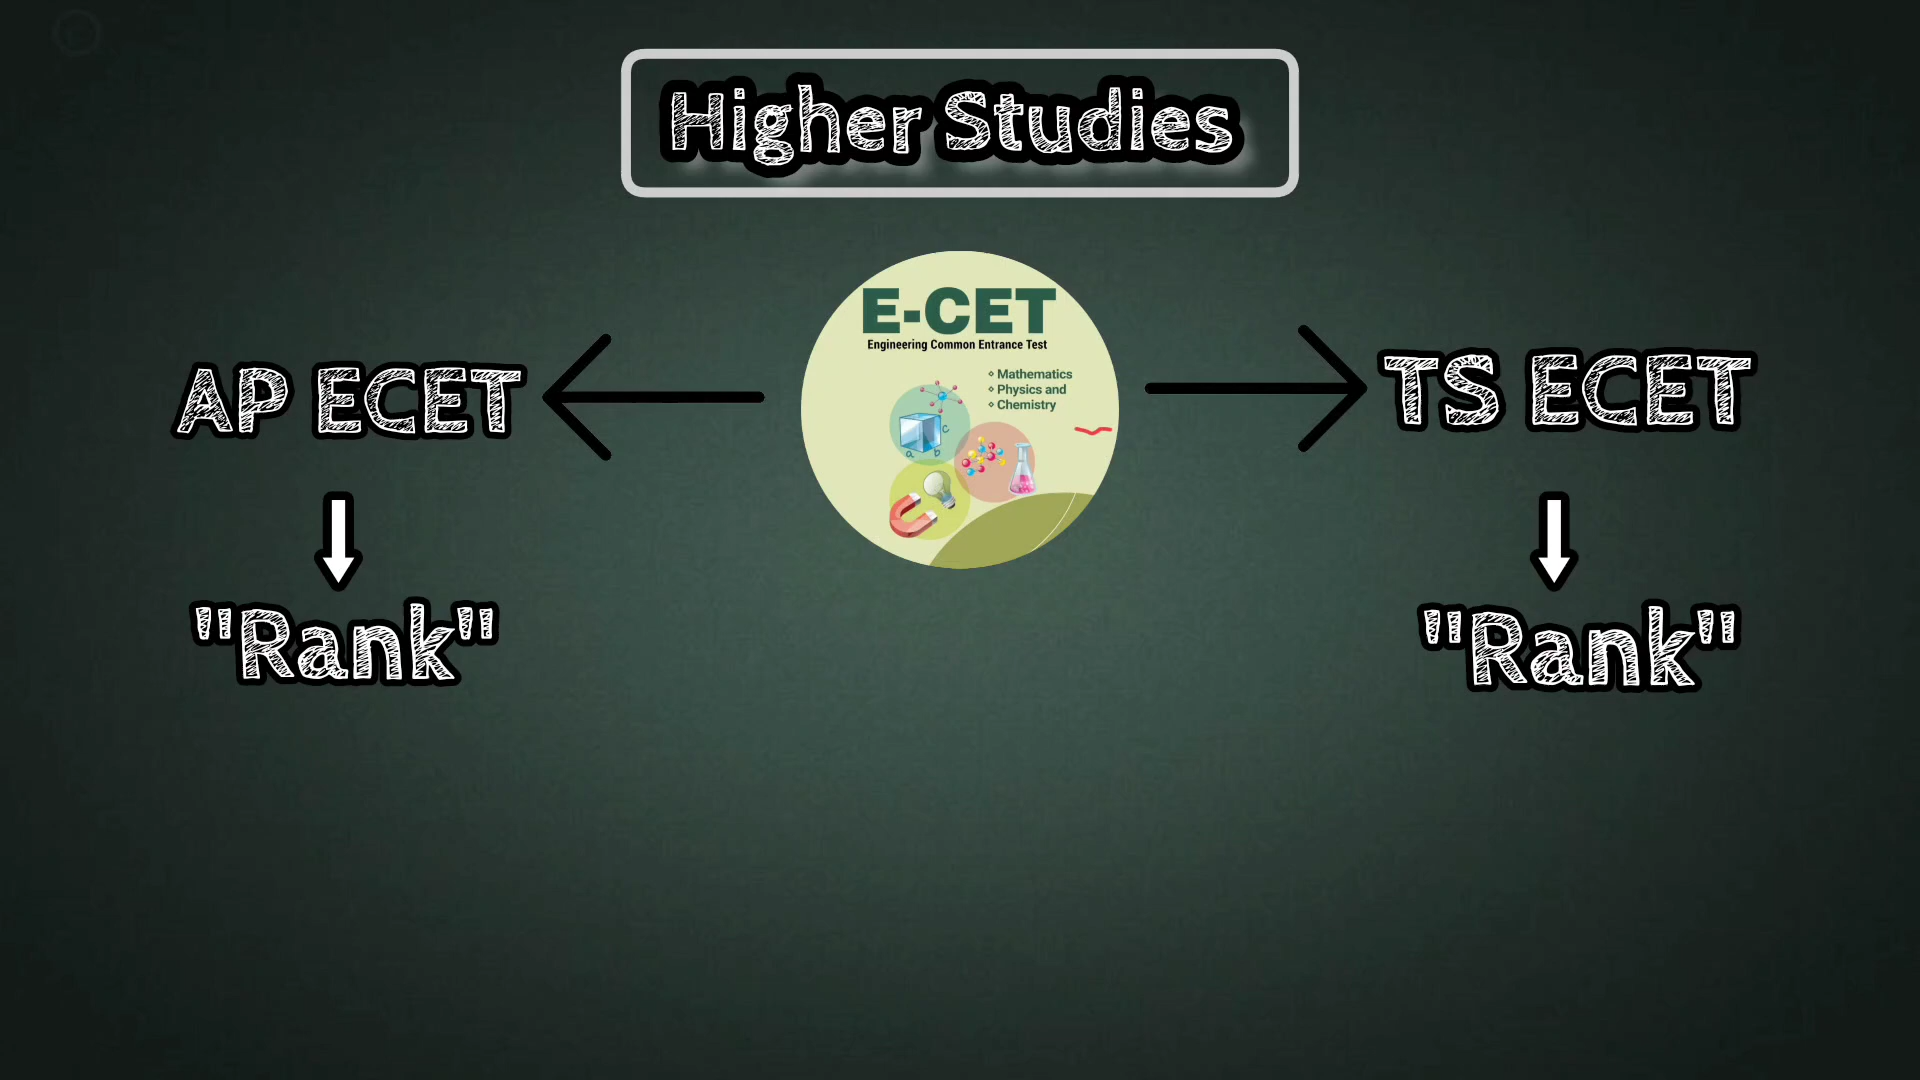 Higher Studies
E-CET
Engineering Common Entrance Test
◊ Mathematics
◊ Physics and
◊ Chemistry
c
a b
AP ECET
TS ECET
"Rank"
"Rank"